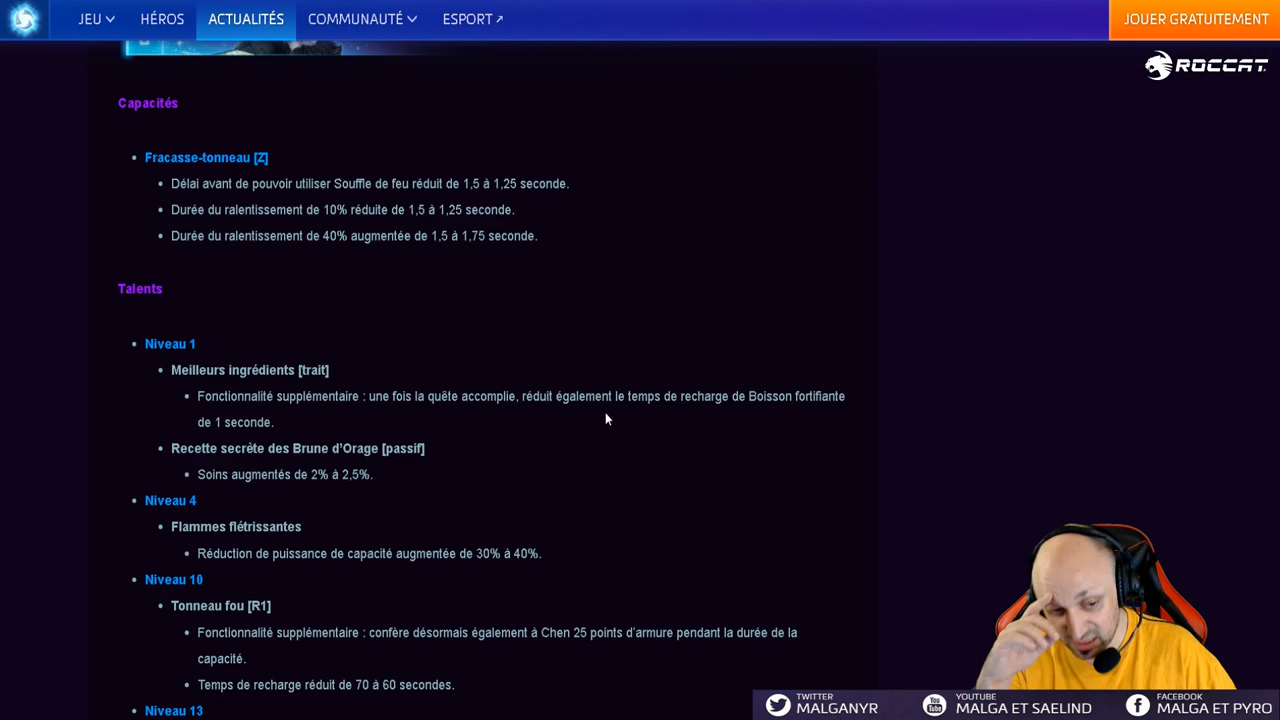 JEU HÉROS ACTUALITÉS COMMUNAUTÉ ESPORT JOUER GRATUITEMENT
ROCCAT
Capacités
Fracasse-tonneau [Z]
Délai avant de pouvoir utiliser Souffle de feu réduit de 1,5 à 1,25 seconde.
Durée du ralentissement de 10% réduite de 1,5 à 1,25 seconde.
Durée du ralentissement de 40% augmentée de 1,5 à 1,75 seconde.
Talents
Niveau 1
Meilleurs ingrédients [trait]
Fonctionnalité supplémentaire : une fois la quête accomplie, réduit également le temps de recharge de Boisson fortifiante
de 1 seconde.
Recette secrète des Brune d'Orage [passif]
Soins augmentés de 2% à 2,5%.
Niveau 4
Flammes flétrissantes
Réduction de puissance de capacité augmentée de 30% à 40%.
Niveau 10
Tonneau fou [R1]
Fonctionnalité supplémentaire : confère désormais également à Chen 25 points d'armure pendant la durée de la
capacité.
Temps de recharge réduit de 70 à 60 secondes.
Niveau 13
TWITTER
MALGANYR
YOUTUBE
MALGA ET SAELIND
FACEBOOK
MALGA ET PYRO